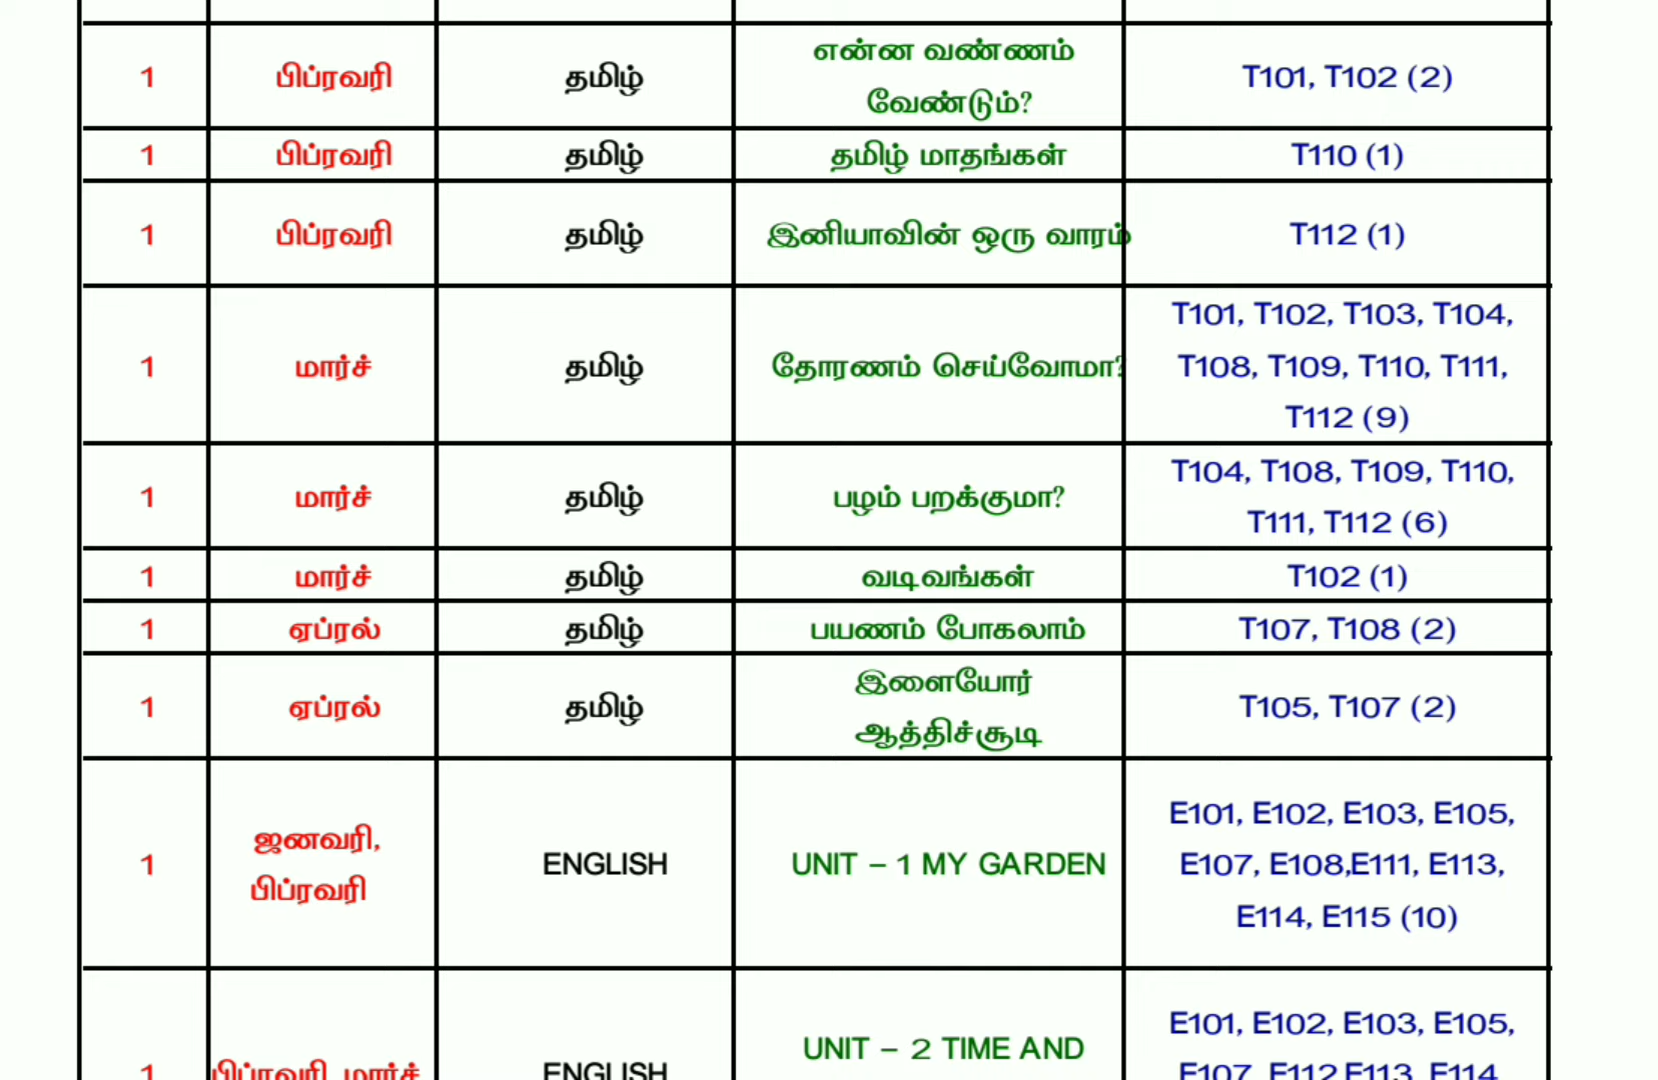 1 பிப்ரவரி தமிழ் என்ன வண்ணம்
வேண்டும்? T101, T102 (2)
1 பிப்ரவரி தமிழ் தமிழ் மாதங்கள் T110 (1)
1 பிப்ரவரி தமிழ் இனியாவின் ஒரு வாரம் T112 (1)
1 மார்ச் தமிழ் தோரணம் செய்வோமா? T101, T102, T103, T104,
T108, T109, T110, T111,
T112 (9)
1 மார்ச் தமிழ் பழம் பறக்குமா? T104, T108, T109, T110,
T111, T112 (6)
1 மார்ச் தமிழ் வடிவங்கள் T102 (1)
1 ஏப்ரல் தமிழ் பயணம் போகலாம் T107, T108 (2)
1 ஏப்ரல் தமிழ் இளையோர்
ஆத்திச்சூடி T105, T107 (2)
1 ஜனவரி,
பிப்ரவரி ENGLISH UNIT – 1 MY GARDEN E101, E102, E103, E105,
E107, E108,E111, E113,
E114, E115 (10)
1 பிப்ரவரி, மார்ச் ENGLISH UNIT – 2 TIME AND E101, E102, E103, E105,
E107, E112,E113, E114,